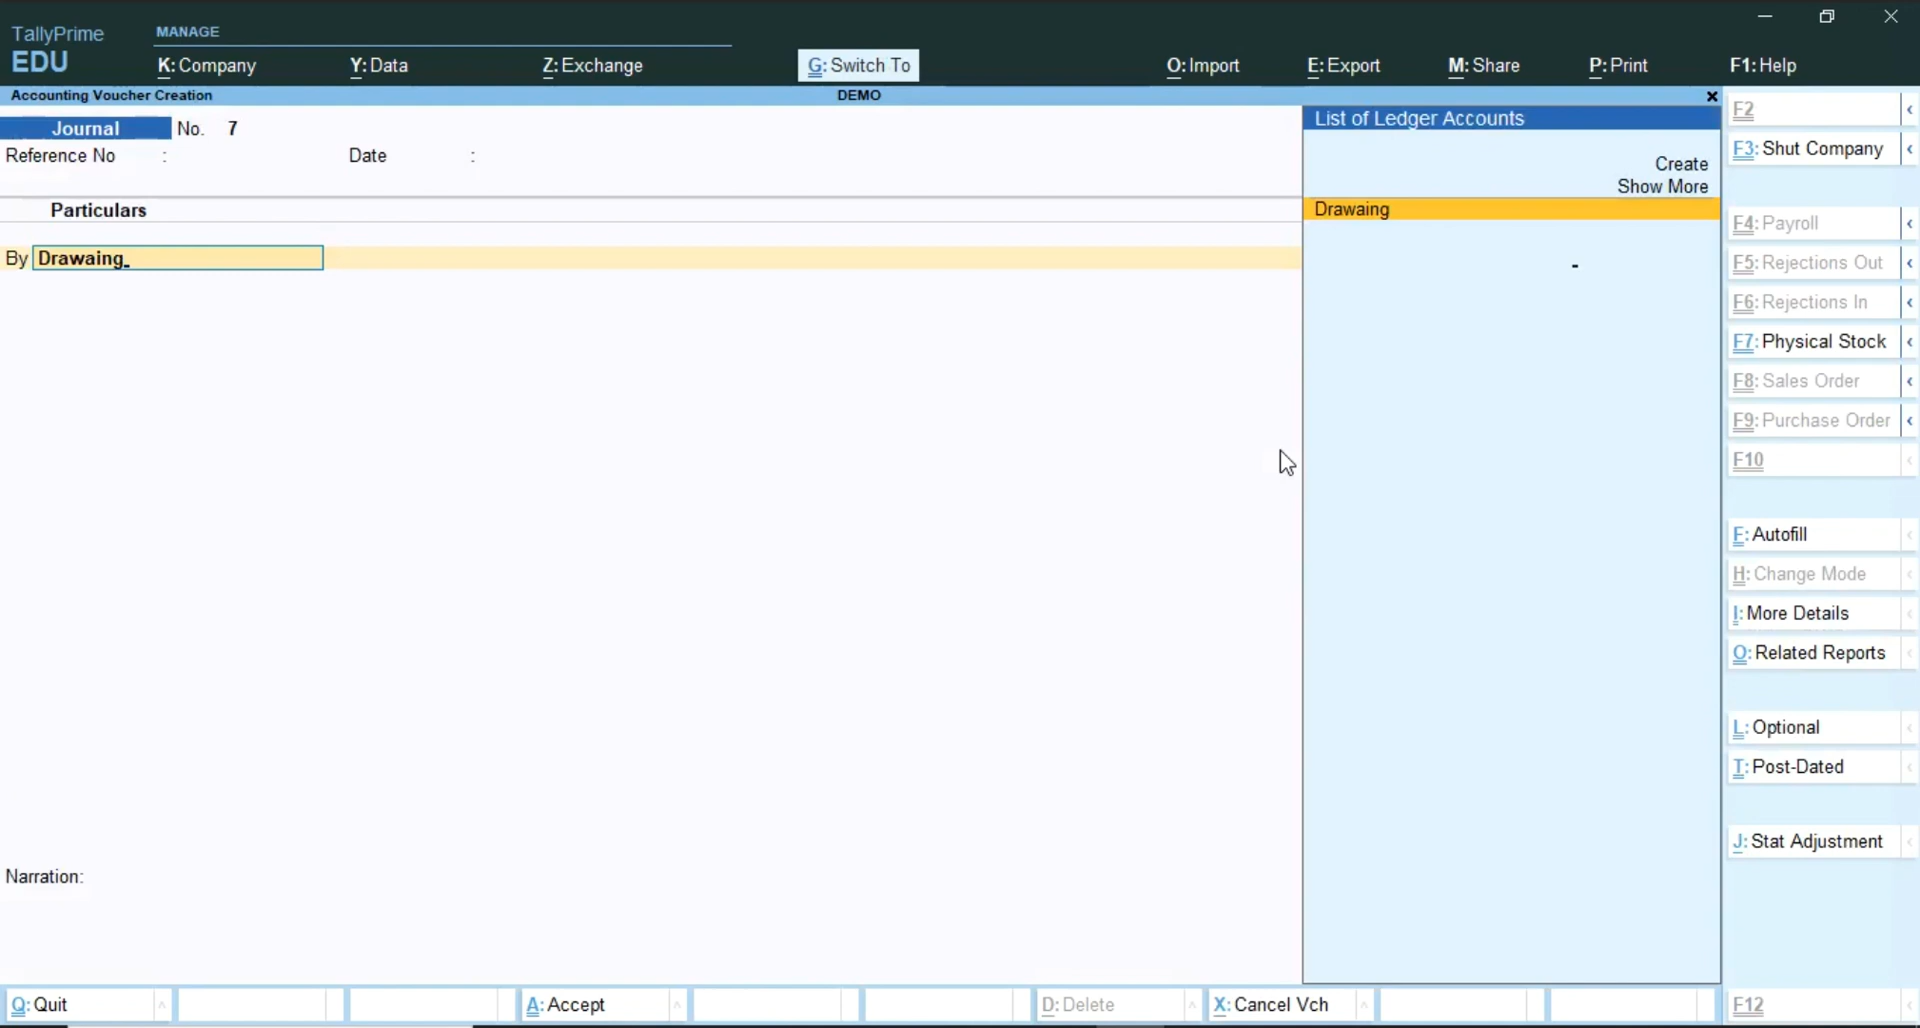 TallyPrime
EDU
MANAGE
K: Company Y: Data Z: Exchange G: Switch To O: Import E: Export M: Share P: Print F1: Help
Accounting Voucher Creation DEMO
Journal No. 7
Reference No : Date :
Particulars
By Drawaing
Narration:
List of Ledger Accounts
Create
Show More
Drawaing
F2
F3: Shut Company
F4: Payroll
F5: Rejections Out
F6: Rejections In
F7: Physical Stock
F8: Sales Order
F9: Purchase Order
F10
F: Autofill
H: Change Mode
I: More Details
O: Related Reports
L: Optional
T: Post-Dated
J: Stat Adjustment
Q: Quit A: Accept D: Delete X: Cancel Vch F12